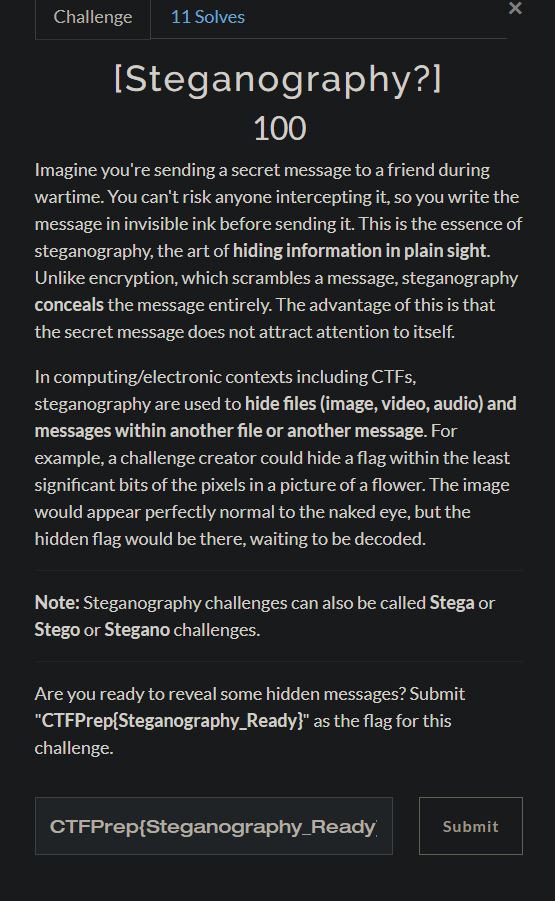 Challenge 11 Solves ×
[Steganography?]
100
Imagine you're sending a secret message to a friend during
wartime. You can't risk anyone intercepting it, so you write the
message in invisible ink before sending it. This is the essence of
steganography, the art of hiding information in plain sight.
Unlike encryption, which scrambles a message, steganography
conceals the message entirely. The advantage of this is that
the secret message does not attract attention to itself.
In computing/electronic contexts including CTFs,
steganography are used to hide files (image, video, audio) and
messages within another file or another message. For
example, a challenge creator could hide a flag within the least
significant bits of the pixels in a picture of a flower. The image
would appear perfectly normal to the naked eye, but the
hidden flag would be there, waiting to be decoded.
Note: Steganography challenges can also be called Stega or
Stego or Stegano challenges.
Are you ready to reveal some hidden messages? Submit
"CTFPrep{Steganography_Ready}" as the flag for this
challenge.
CTFPrep{Steganography_Ready} Submit